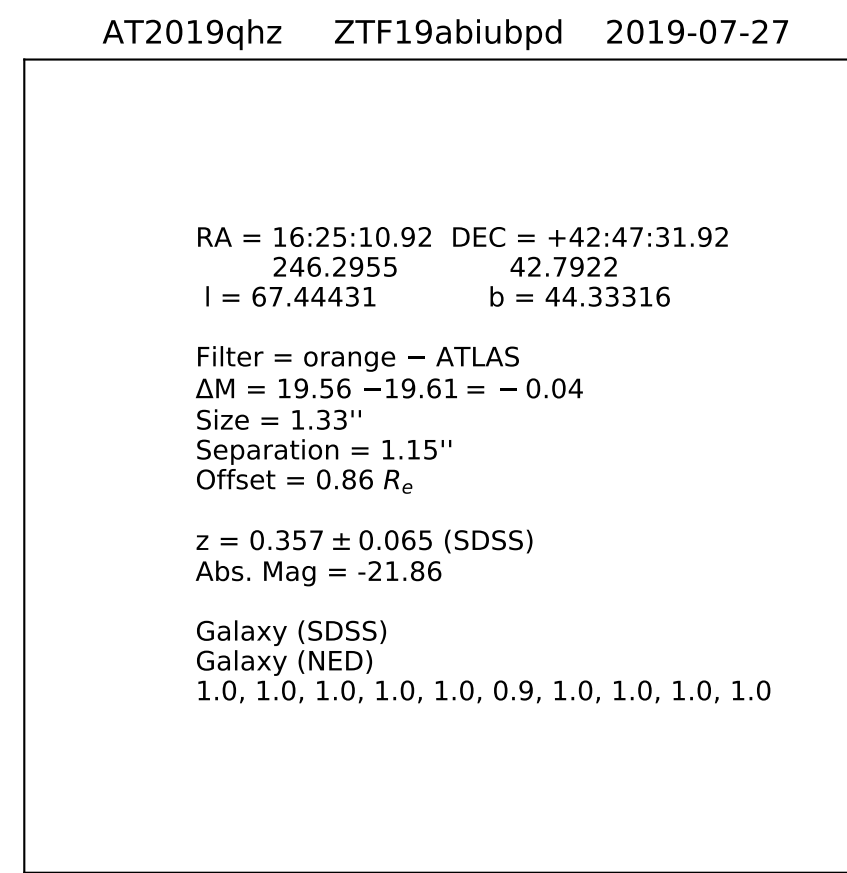 AT2019qhz ZTF19abiubpd 2019-07-27
RA = 16:25:10.92 DEC = +42:47:31.92
246.2955 42.7922
l = 67.44431 b = 44.33316
Filter = orange − ATLAS
ΔM = 19.56 −19.61 = − 0.04
Size = 1.33''
Separation = 1.15''
Offset = 0.86 Re
z = 0.357 ± 0.065 (SDSS)
Abs. Mag = -21.86
Galaxy (SDSS)
Galaxy (NED)
1.0, 1.0, 1.0, 1.0, 1.0, 0.9, 1.0, 1.0, 1.0, 1.0